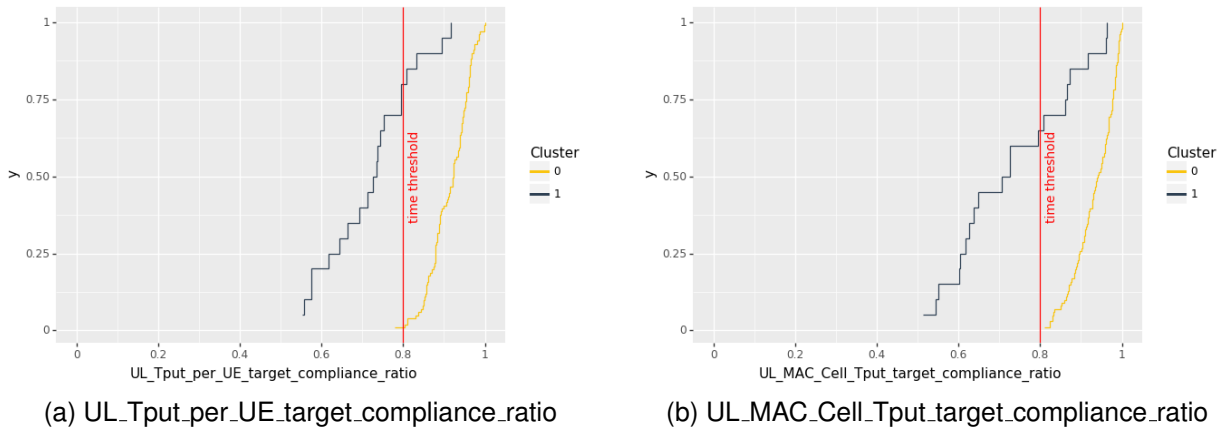 1
0.75
y
0.50
0.25
0
time threshold
0
0.2
0.4
0.6
0.8
1
UL_Tput_per_UE_target_compliance_ratio
Cluster
0
1
(a) UL_Tput_per_UE_target_compliance_ratio
1
0.75
y
0.50
0.25
0
time threshold
0
0.2
0.4
0.6
0.8
1
UL_MAC_Cell_Tput_target_compliance_ratio
Cluster
0
1
(b) UL_MAC_Cell_Tput_target_compliance_ratio